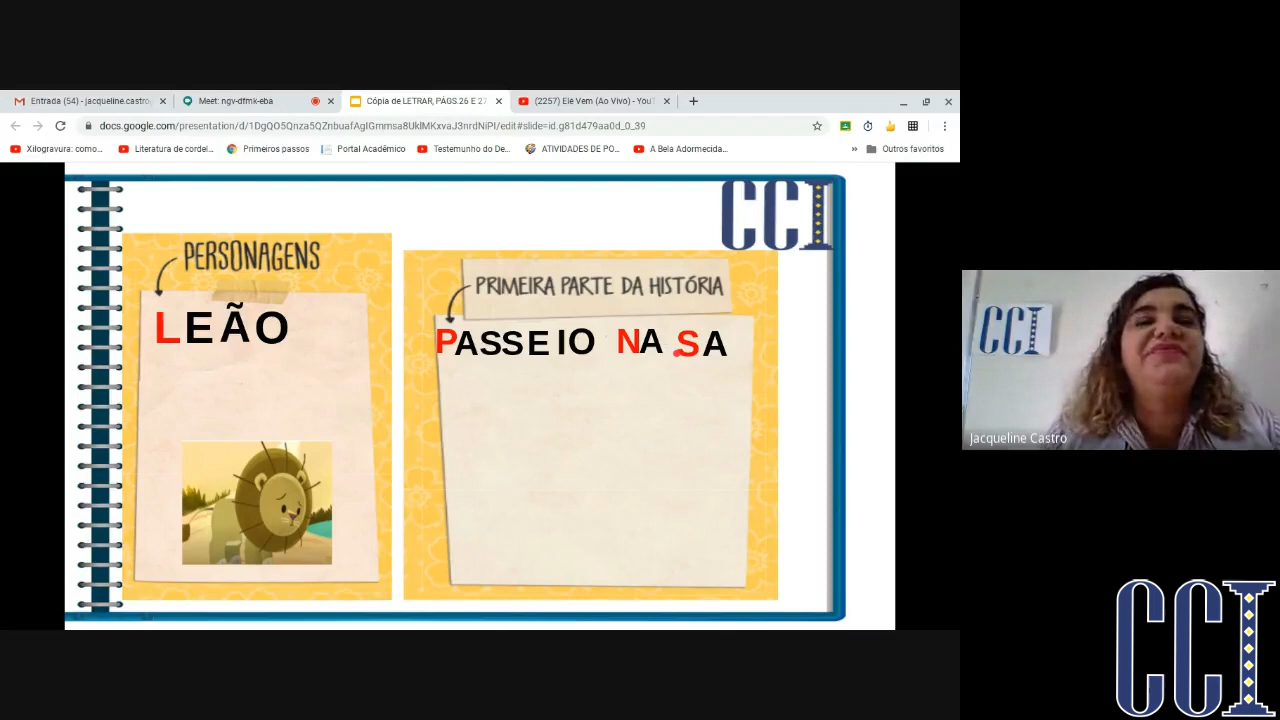 Entrada (54) - jacqueline.castro
Meet: ngv-dfmk-eba
Cópia de LETRAR, PÁGS.26 E 27
(2257) Ele Vem (Ao Vivo) - YouT
docs.google.com/presentation/d/1DgQO5Qnza5QZnbuafAgIGmmsa8UklMKxvaJ3nrdNiPI/edit#slide=id.g81d479aa0d_0_39
Xilogravura: como...
Literatura de cordel...
Primeiros passos
Portal Acadêmico
Testemunho do De...
ATIVIDADES DE PO...
A Bela Adormecida...
»
Outros favoritos
CCI
PERSONAGENS
LEÃO
PRIMEIRA PARTE DA HISTÓRIA
PASSEIO NA SA
CCI
Jacqueline Castro
CCI